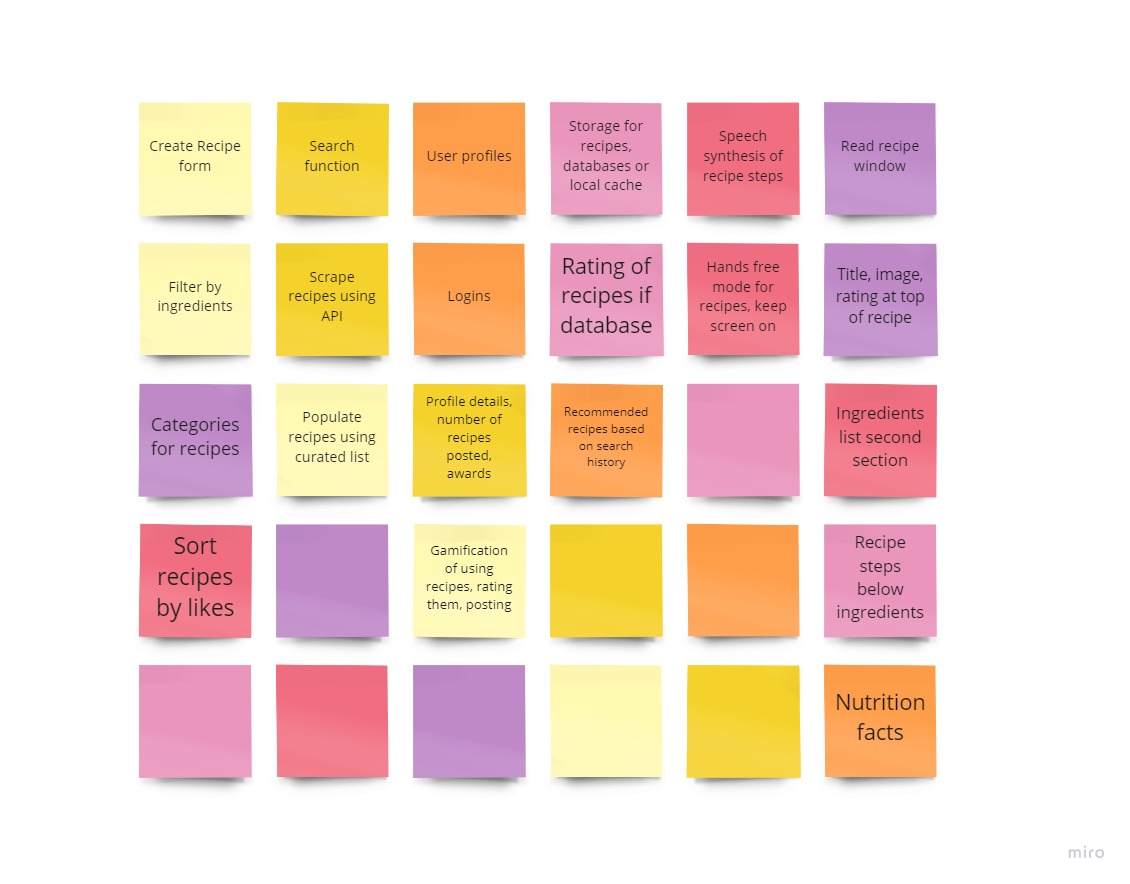 Create Recipe
form
Search
function
User profiles
Storage for
recipes,
databases or
local cache
Speech
synthesis of
recipe steps
Read recipe
window
Filter by
ingredients
Scrape
recipes using
API
Logins
Rating of
recipes if
database
Hands free
mode for
recipes, keep
screen on
Title, image,
rating at top
of recipe
Categories
for recipes
Populate
recipes using
curated list
Profile details,
number of
recipes
posted,
awards
Recommended
recipes based
on search
history
Ingredients
list second
section
Sort
recipes
by likes
Gamification
of using
recipes, rating
them, posting
Recipe
steps
below
ingredients
Nutrition
facts
miro